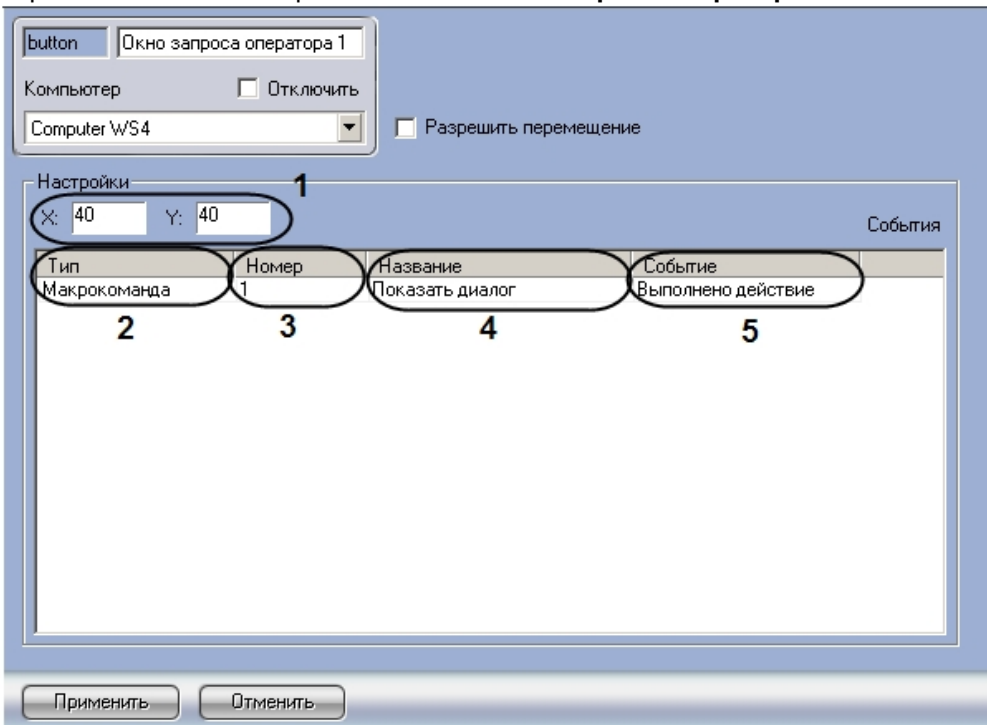 button Окно запроса оператора 1
Компьютер Отключить
Computer WS4 Разрешить перемещение
Настройки 1
X: 40 Y: 40
События
Тип Номер Название Событие
Макрокоманда 1 Показать диалог Выполнено действие
2 3 4 5
Применить Отменить